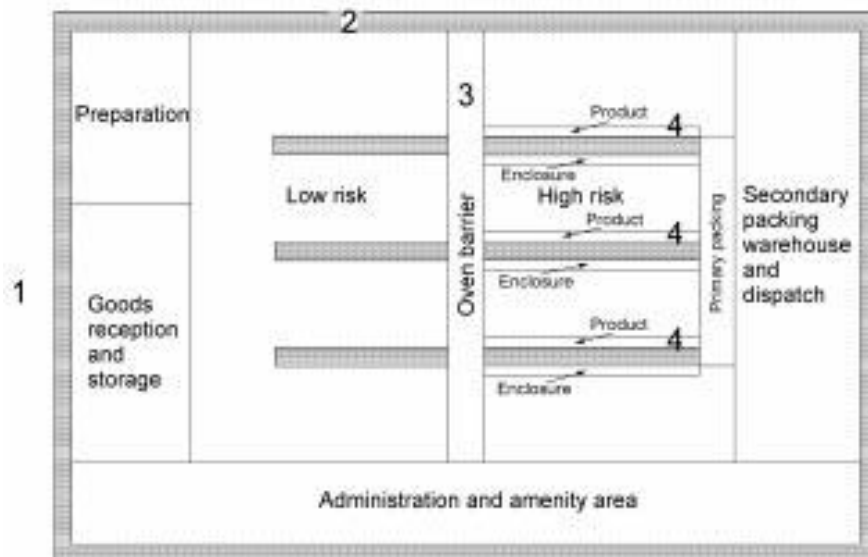 2
3
Product
4
Preparation
Enclosure
Low risk
High risk
Product
4
Enclosure
Oven barrier
Primary packing
Secondary
packing
warehouse
and
dispatch
1
Goods
reception
and
storage
Product
4
Enclosure
Administration and amenity area